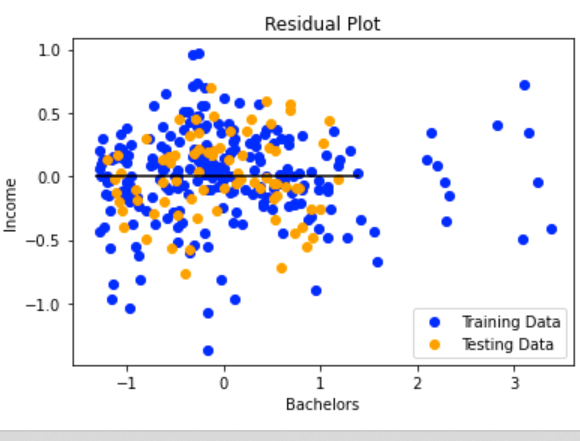 Residual Plot
1.0
0.5
0.0
−0.5
−1.0
Income
−1
0
1
2
3
Bachelors
Training Data
Testing Data